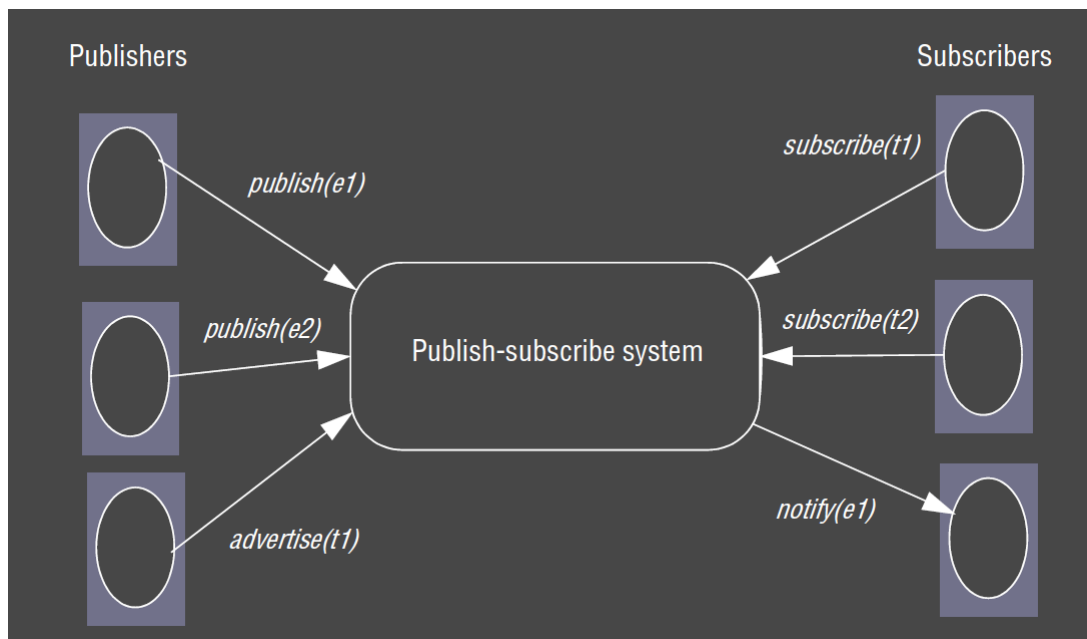 Publishers
Subscribers
publish(e1)
subscribe(t1)
publish(e2)
subscribe(t2)
Publish-subscribe system
advertise(t1)
notify(e1)